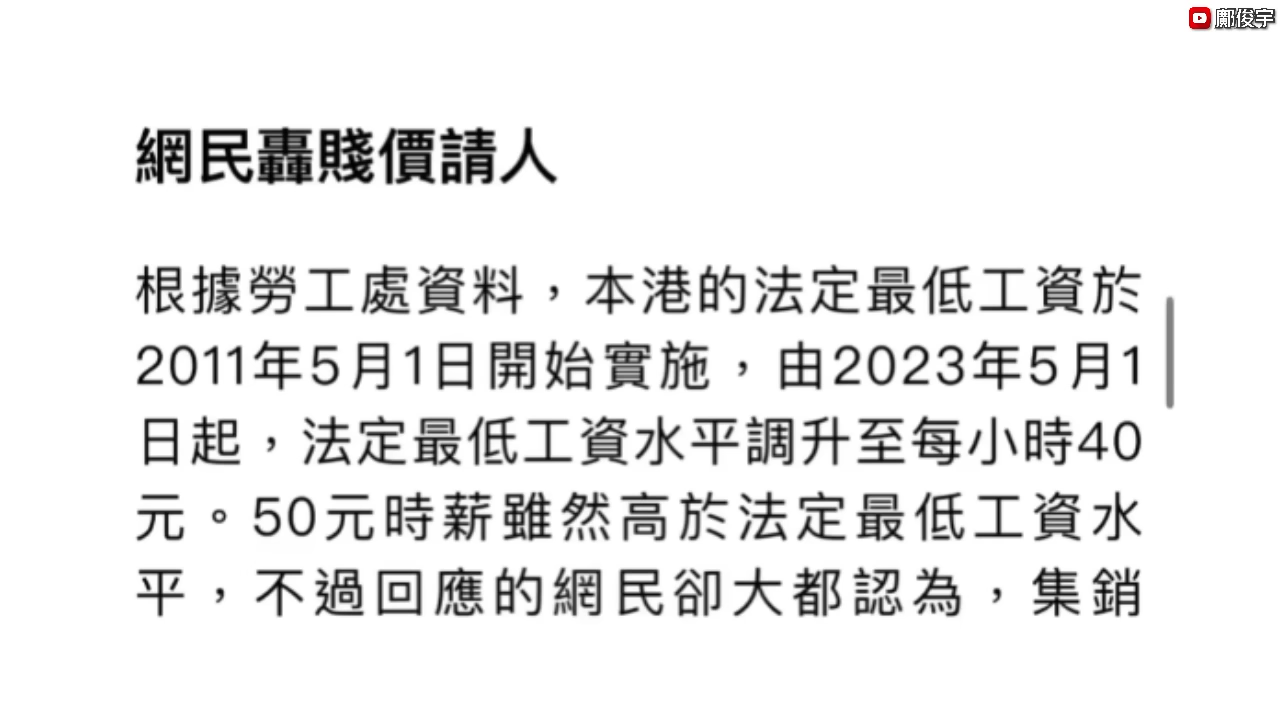 鄺俊宇
網民轟賤價請人
根據勞工處資料，本港的法定最低工資於
2011年5月1日開始實施，由2023年5月1
日起，法定最低工資水平調升至每小時40
元。50元時薪雖然高於法定最低工資水
平，不過回應的網民卻大都認為，集銷